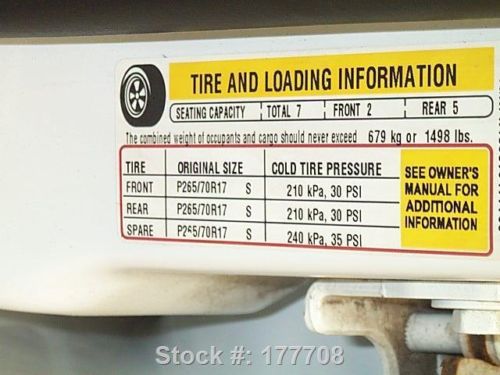 TIRE AND LOADING INFORMATION
SEATING CAPACITY TOTAL 7 FRONT 2 REAR 5
The combined weight of occupants and cargo should never exceed 679 kg or 1498 lbs.
TIRE ORIGINAL SIZE COLD TIRE PRESSURE
FRONT P265/70R17 S 210 kPa, 30 PSI
REAR P265/70R17 S 210 kPa, 30 PSI
SPARE P265/70R17 S 240 kPa, 35 PSI
SEE OWNER'S
MANUAL FOR
ADDITIONAL
INFORMATION
Stock #: 177708